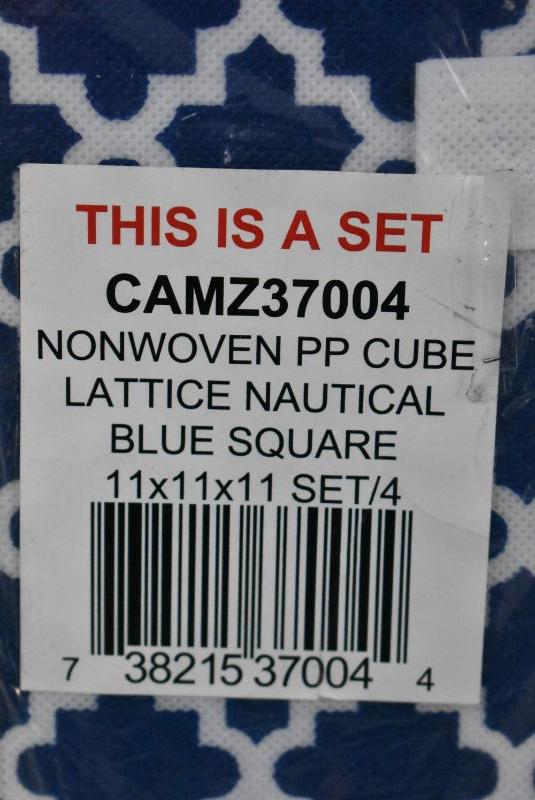 THIS IS A SET
CAMZ37004
NONWOVEN PP CUBE
LATTICE NAUTICAL
BLUE SQUARE
11x11x11 SET/4
7 38215 37004 4